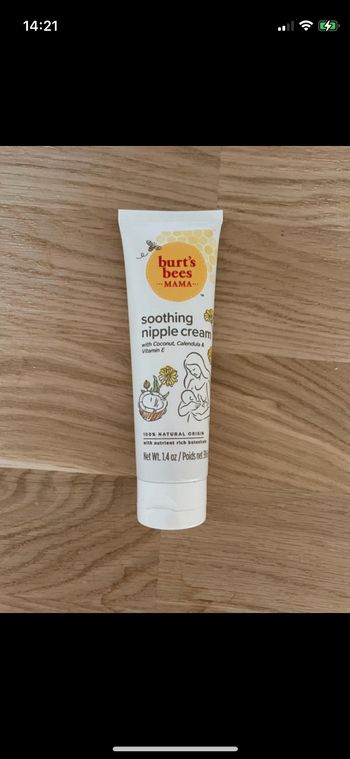 14:21
burt's
bees
MAMA
™
soothing
nipple cream
with Coconut, Calendula &
Vitamin E
100% NATURAL ORIGIN
with nutrient rich botanicals
Net Wt. 1.4 oz / Poids net